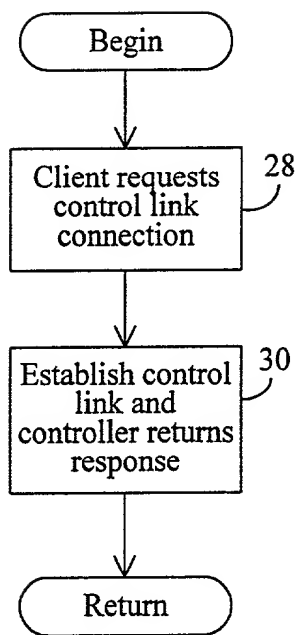 Begin
Client requests
control link
connection
28
Establish control
link and
controller returns
response
30
Return